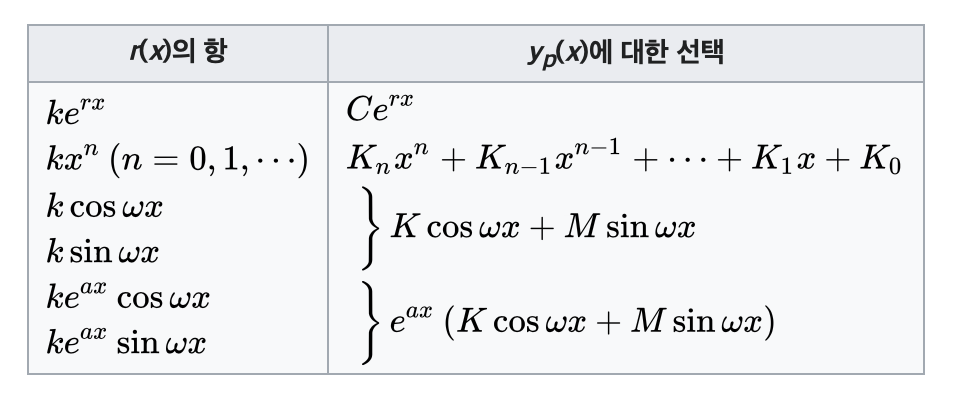 r(x)의 항
y_p(x)에 대한 선택
ke^{rx}
Ce^{rx}
kx^n (n = 0, 1, ⋯)
K_n x^n + K_{n−1} x^{n−1} + ⋯ + K_1 x + K_0
k cos ωx
k sin ωx
} K cos ωx + M sin ωx
ke^{ax} cos ωx
ke^{ax} sin ωx
} e^{ax} (K cos ωx + M sin ωx)